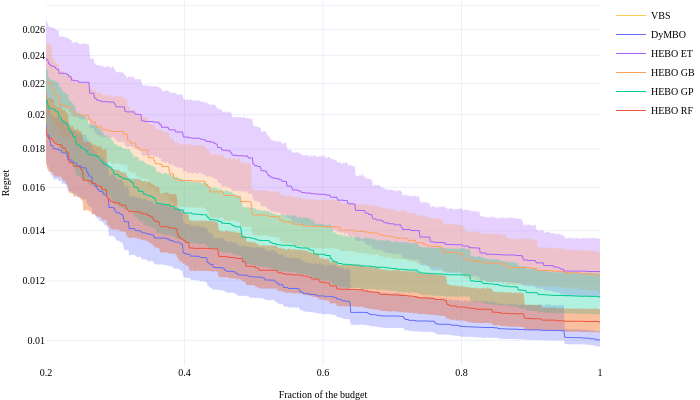 VBS
DyMBO
HEBO ET
HEBO GB
HEBO GP
HEBO RF
Regret
0.026
0.024
0.022
0.02
0.018
0.016
0.014
0.012
0.01
0.2
0.4
0.6
0.8
1
Fraction of the budget